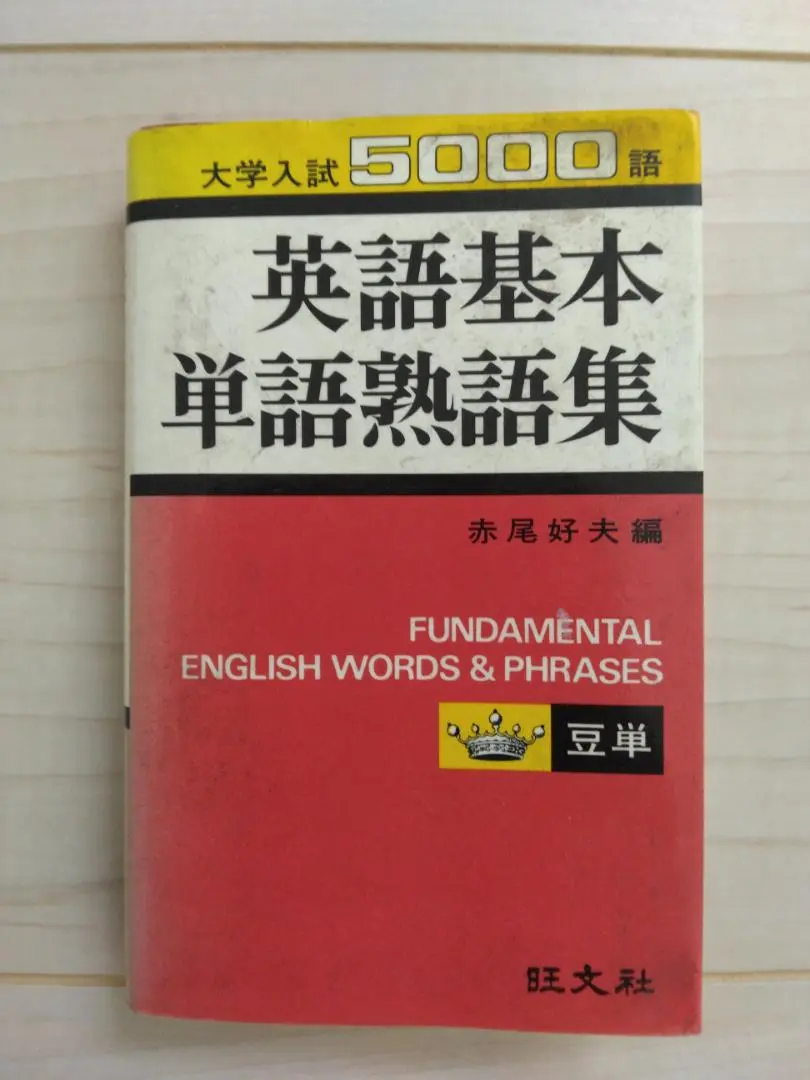 大学入試5000語
英語基本
単語熟語集
赤尾好夫編
FUNDAMENTAL
ENGLISH WORDS & PHRASES
豆単
旺文社